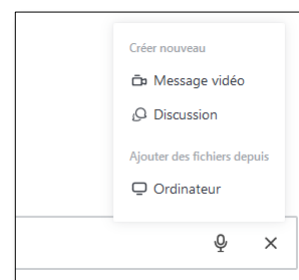 Créer nouveau
Message vidéo
Discussion
Ajouter des fichiers depuis
Ordinateur